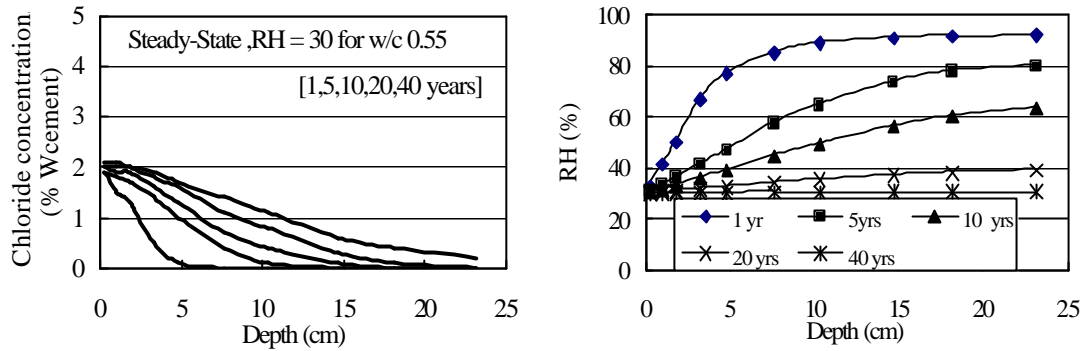 Chloride concentration
(% Wcement)
5
4
3
2
1
0
Steady-State ,RH = 30 for w/c 0.55
[1,5,10,20,40 years]
0 5 10 15 20 25
Depth (cm)
RH (%)
100
80
60
40
20
0
1 yr 5yrs 10 yrs
20 yrs 40 yrs
0 5 10 15 20 25
Depth (cm)